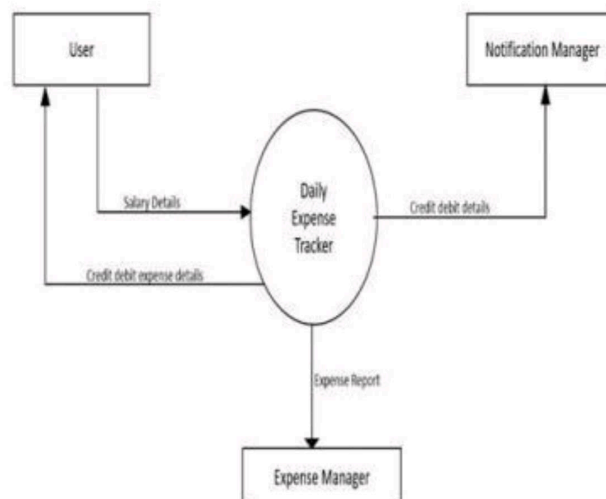 User
Notification Manager
Daily
Expense
Tracker
Salary Details
Credit debit details
Credit debit expense details
Expense Report
Expense Manager